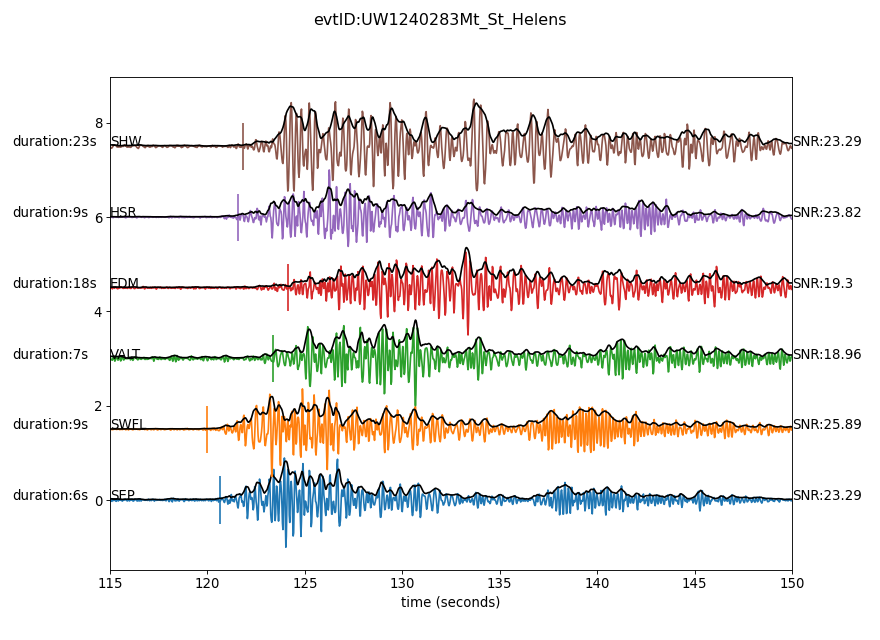 evtID:UW1240283Mt_St_Helens
8
duration:23s SHW SNR:23.29
duration:9s HSR SNR:23.82
6
duration:18s EDM SNR:19.3
4
duration:7s VALT SNR:18.96
2
duration:9s SWFL SNR:25.89
duration:6s SEP SNR:23.29
0
115 120 125 130 135 140 145 150
time (seconds)